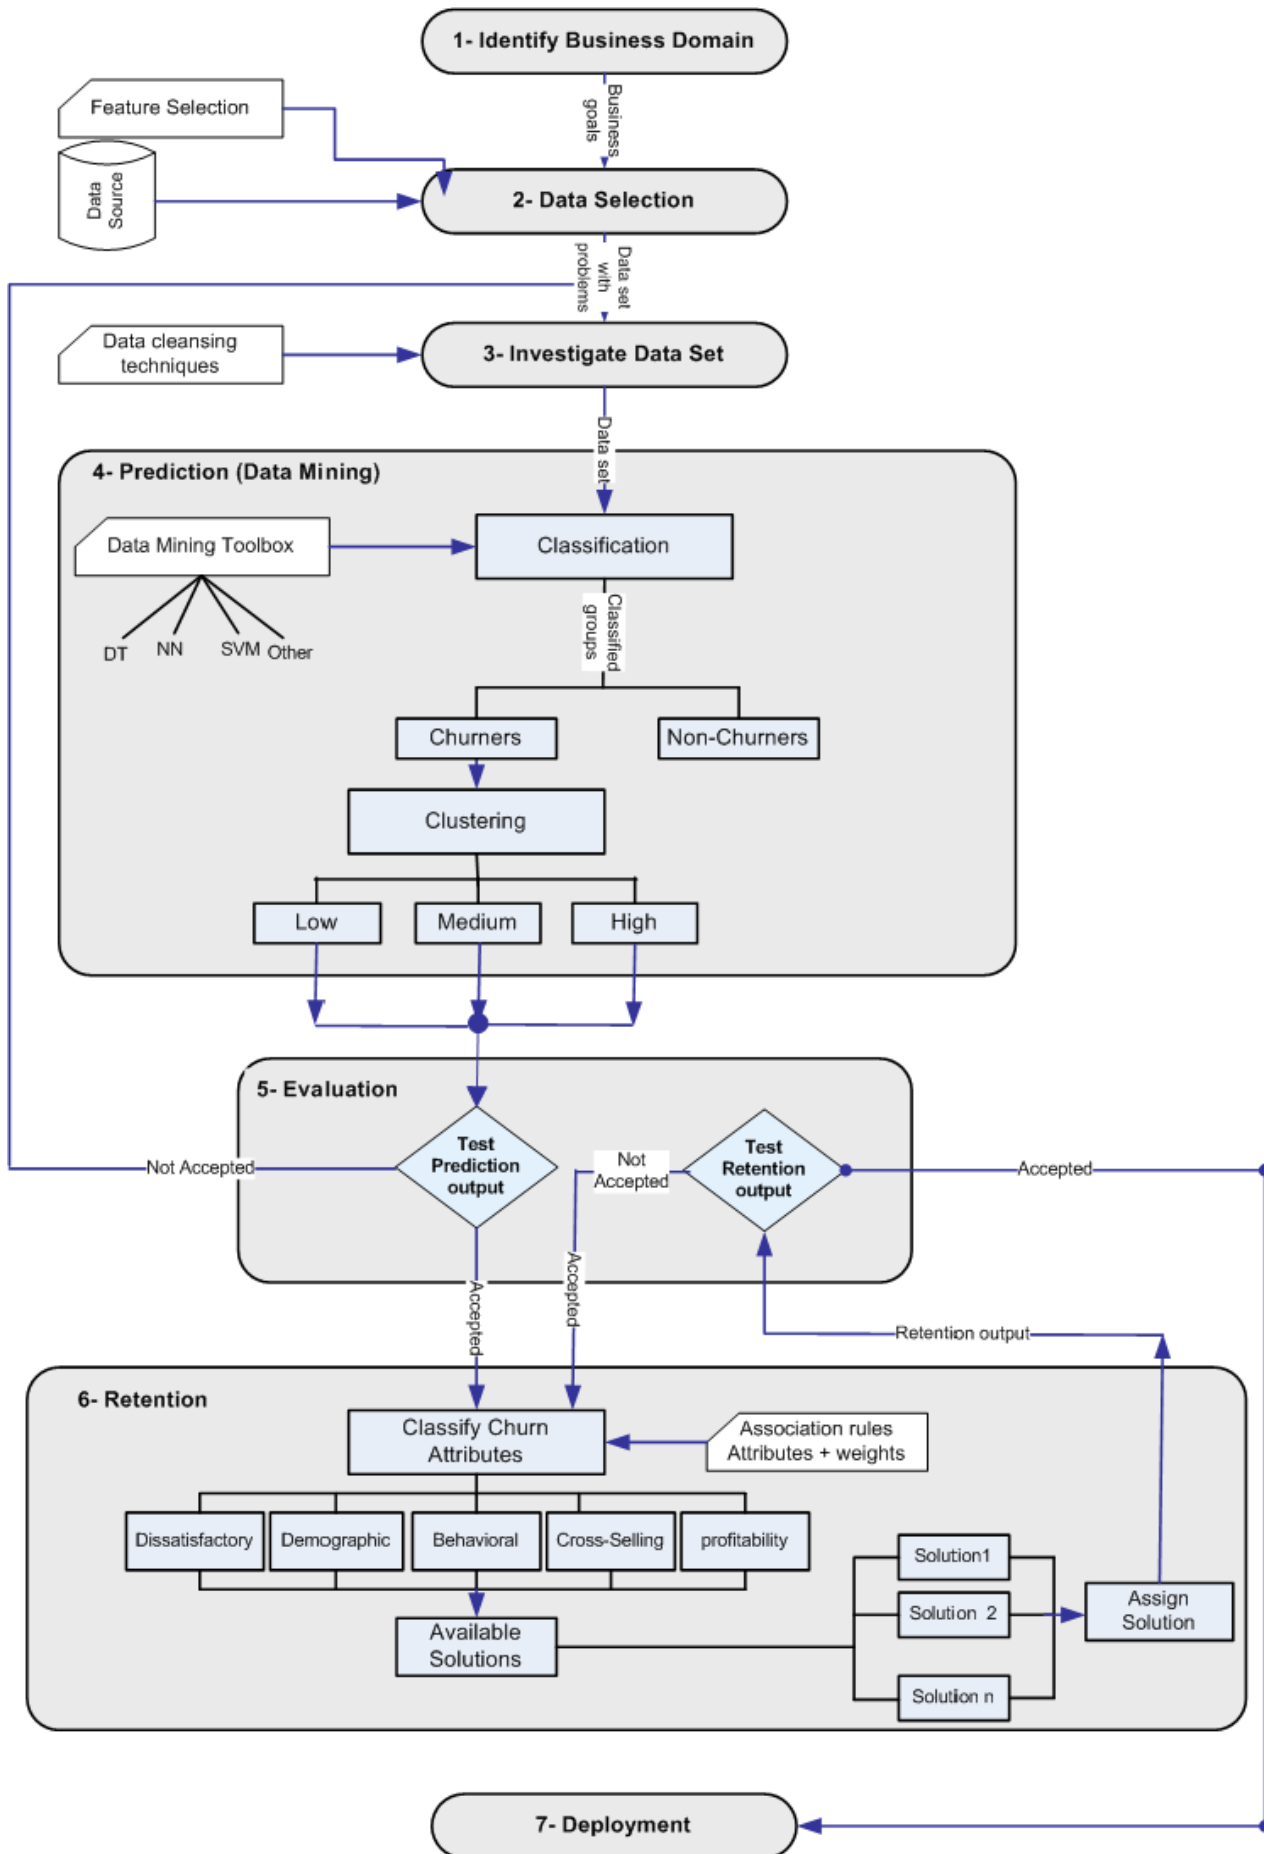 1- Identify Business Domain
Business
goals
Feature Selection
Data
Source
2- Data Selection
Data set
with
problems
Data cleansing
techniques
3- Investigate Data Set
Data set
4- Prediction (Data Mining)
Data Mining Toolbox
Classification
DT
NN
SVM
Other
Classified
groups
Churners
Non-Churners
Clustering
Low
Medium
High
5- Evaluation
Test
Prediction
output
Not Accepted
Test
Retention
output
Not
Accepted
Accepted
Accepted
Accepted
Retention output
6- Retention
Classify Churn
Attributes
Association rules
Attributes + weights
Dissatisfactory
Demographic
Behavioral
Cross-Selling
profitability
Available
Solutions
Solution1
Solution 2
Solution n
Assign
Solution
7- Deployment